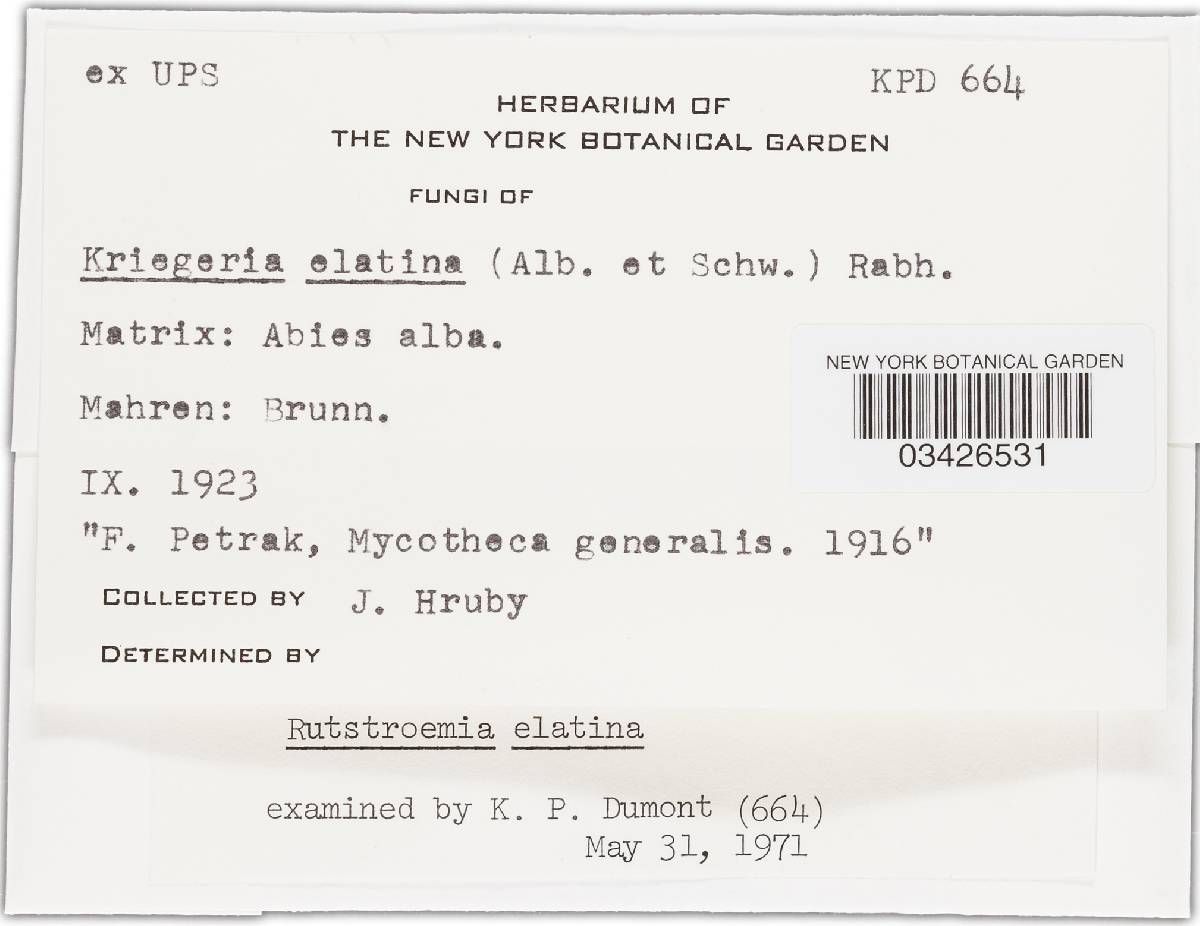 ex UPS
KPD 664
HERBARIUM OF
THE NEW YORK BOTANICAL GARDEN
FUNGI OF
Kriegeria elatina (Alb. et Schw.) Rabh.
Matrix: Abies alba.
NEW YORK BOTANICAL GARDEN
03426531
Mahren: Brunn.
IX. 1923
"F. Petrak, Mycotheca generalis. 1916"
COLLECTED BY J. Hruby
DETERMINED BY
Rutstroemia elatina
examined by K. P. Dumont (664)
May 31, 1971